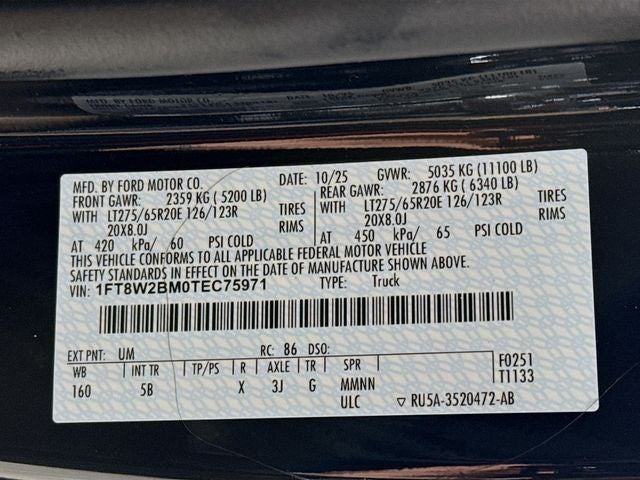 MFD. BY FORD MOTOR CO.
DATE: 10/25 GVWR: 5035 KG (11100 LB)
FRONT GAWR: 2359 KG ( 5200 LB) REAR GAWR: 2876 KG ( 6340 LB)
WITH LT275/65R20E 126/123R TIRES WITH LT275/65R20E 126/123R TIRES
20X8.0J RIMS 20X8.0J RIMS
AT 420 kPa/ 60 PSI COLD AT 450 kPa/ 65 PSI COLD
THIS VEHICLE CONFORMS TO ALL APPLICABLE FEDERAL MOTOR VEHICLE
SAFETY STANDARDS IN EFFECT ON THE DATE OF MANUFACTURE SHOWN ABOVE.
VIN: 1FT8W2BM0TEC75971 TYPE: Truck
EXT PNT: UM RC: 86 DSO:
WB INT TR TP/PS R AXLE TR SPR F0251
160 5B X 3J G MMNN T1133
ULC ▽ RU5A-3520472-AB